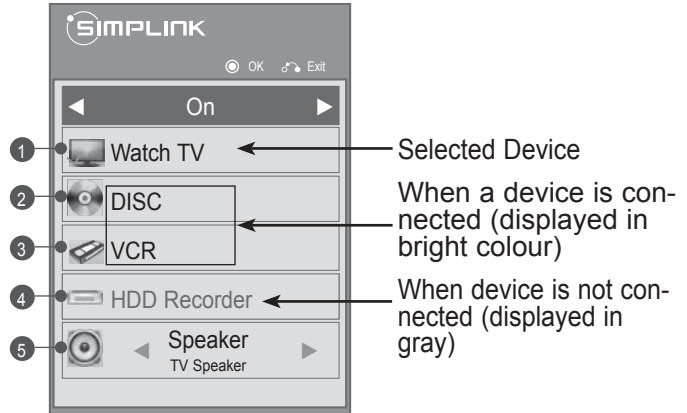 SIMPLINK
OK Exit
On
1 Watch TV
Selected Device
2 DISC
When a device is con-
nected (displayed in
bright colour)
3 VCR
4 HDD Recorder
When device is not con-
nected (displayed in
gray)
5 Speaker
TV Speaker